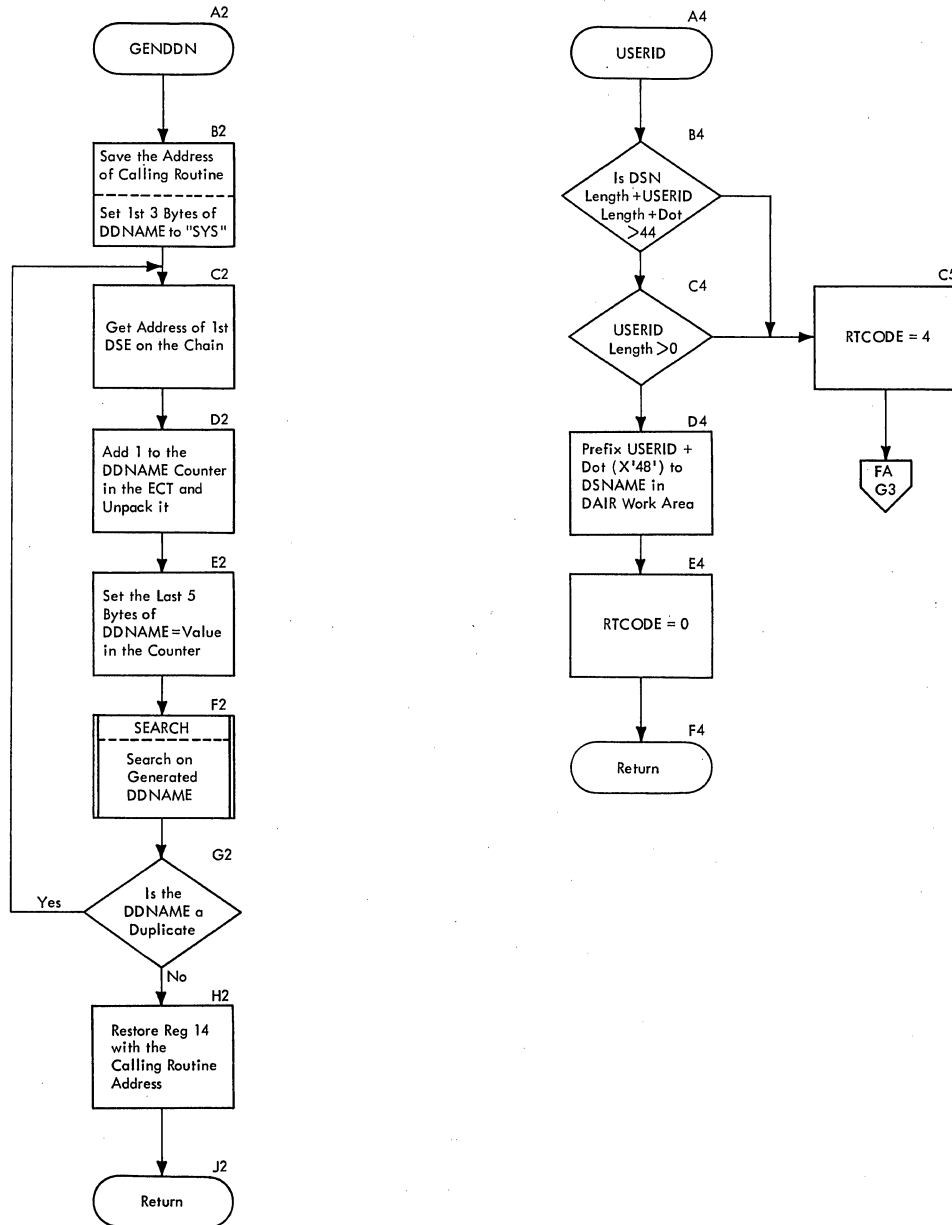 A2
GENDDN
B2
Save the Address
of Calling Routine
Set 1st 3 Bytes of
DDNAME to "SYS"
C2
Get Address of 1st
DSE on the Chain
D2
Add 1 to the
DDNAME Counter
in the ECT and
Unpack it
E2
Set the Last 5
Bytes of
DDNAME=Value
in the Counter
F2
SEARCH
Search on
Generated
DDNAME
G2
Is the
DDNAME a
Duplicate
Yes
No
H2
Restore Reg 14
with the
Calling Routine
Address
J2
Return
A4
USERID
B4
Is DSN
Length+USERID
Length+Dot
>44
C4
USERID
Length >0
C5
RTCODE = 4
FA
G3
D4
Prefix USERID +
Dot (X'48') to
DSNAME in
DAIR Work Area
E4
RTCODE = 0
F4
Return